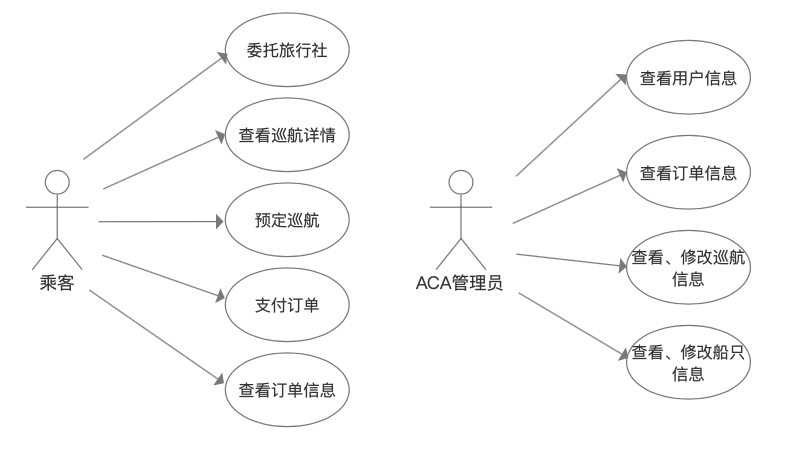 委托旅行社
查看巡航详情
预定巡航
支付订单
查看订单信息
乘客
查看用户信息
查看订单信息
查看、修改巡航
信息
查看、修改船只
信息
ACA管理员